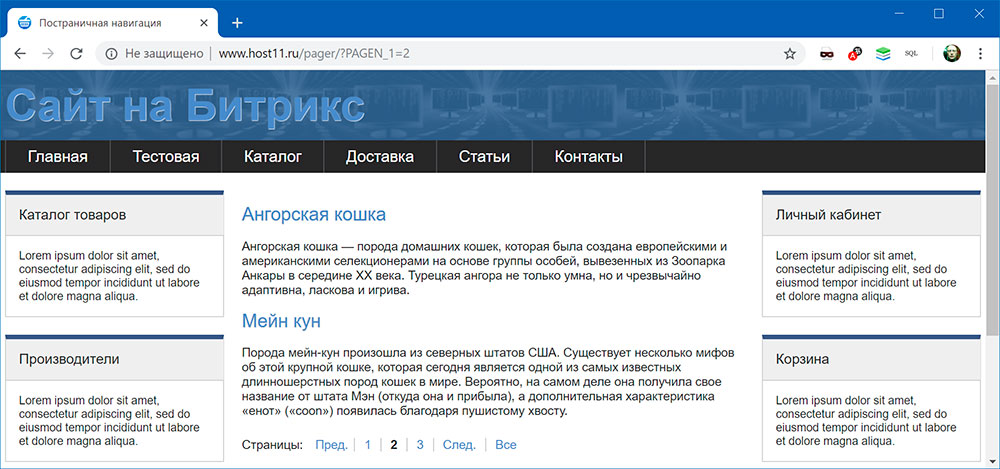 Постраничная навигация
Не защищено | www.host11.ru/pager/?PAGEN_1=2
SQL
Сайт на Битрикс
Главная Тестовая Каталог Доставка Статьи Контакты
Каталог товаров
Lorem ipsum dolor sit amet,
consectetur adipiscing elit, sed do
eiusmod tempor incididunt ut labore
et dolore magna aliqua.
Производители
Lorem ipsum dolor sit amet,
consectetur adipiscing elit, sed do
eiusmod tempor incididunt ut labore
et dolore magna aliqua.
Ангорская кошка
Ангорская кошка — порода домашних кошек, которая была создана европейскими и
американскими селекционерами на основе группы особей, вывезенных из Зоопарка
Анкары в середине XX века. Турецкая ангора не только умна, но и чрезвычайно
адаптивна, ласкова и игрива.
Мейн кун
Порода мейн-кун произошла из северных штатов США. Существует несколько мифов
об этой крупной кошке, которая сегодня является одной из самых известных
длинношерстных пород кошек в мире. Вероятно, на самом деле она получила свое
название от штата Мэн (откуда она и прибыла), а дополнительная характеристика
«енот» («coon») появилась благодаря пушистому хвосту.
Страницы: Пред. | 1 | 2 | 3 | След. | Все
Личный кабинет
Lorem ipsum dolor sit amet,
consectetur adipiscing elit, sed do
eiusmod tempor incididunt ut labore
et dolore magna aliqua.
Корзина
Lorem ipsum dolor sit amet,
consectetur adipiscing elit, sed do
eiusmod tempor incididunt ut labore
et dolore magna aliqua.